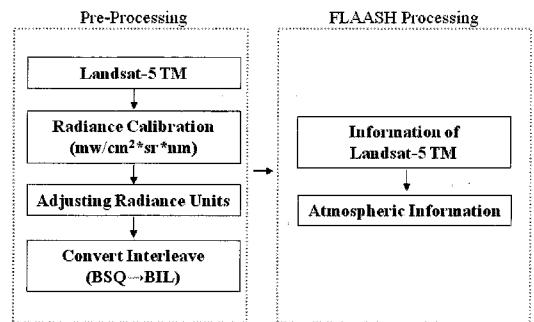 Pre-Processing
Landsat-5 TM
Radiance Calibration
(mw/cm²*sr*nm)
Adjusting Radiance Units
Convert Interleave
(BSQ→BIL)
FLAASH Processing
Information of
Landsat-5 TM
Atmospheric Information